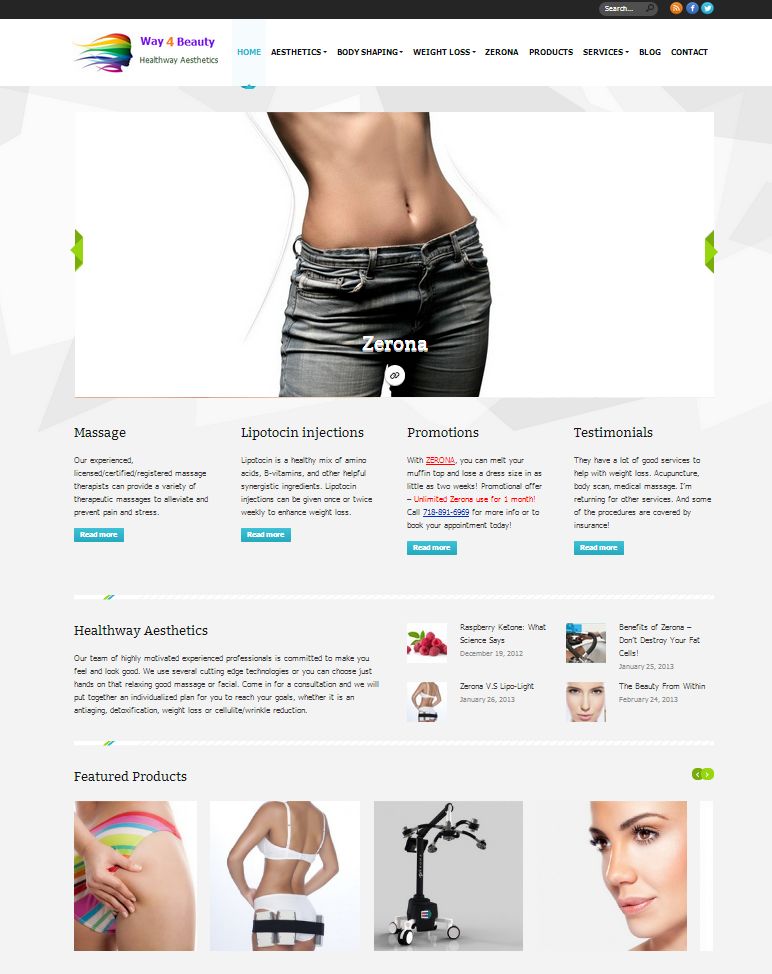 Search...
Way 4 Beauty
Healthway Aesthetics
HOME AESTHETICS BODY SHAPING WEIGHT LOSS ZERONA PRODUCTS SERVICES BLOG CONTACT
Zerona
Massage
Our experienced,
licensed/certified/registered massage
therapists can provide a variety of
therapeutic massages to alleviate and
prevent pain and stress.
Read more
Lipotocin injections
Lipotocin is a healthy mix of amino
acids, B-vitamins, and other helpful
synergistic ingredients. Lipotocin
injections can be given once or twice
weekly to enhance weight loss.
Read more
Promotions
With ZERONA, you can melt your
muffin top and lose a dress size in as
little as two weeks! Promotional offer
– Unlimited Zerona use for 1 month!
Call 718-891-6969 for more info or to
book your appointment today!
Read more
Testimonials
They have a lot of good services to
help with weight loss. Acupuncture,
body scan, medical massage. I'm
returning for other services. And some
of the procedures are covered by
insurance!
Read more
Healthway Aesthetics
Our team of highly motivated experienced professionals is committed to make you
feel and look good. We use several cutting edge technologies or you can choose just
hands on that relaxing good massage or facial. Come in for a consultation and we will
put together an individualized plan for you to reach your goals, whether it is an
antiaging, detoxification, weight loss or cellulite/wrinkle reduction.
Raspberry Ketone: What
Science Says
December 19, 2012
Benefits of Zerona –
Don't Destroy Your Fat
Cells!
January 25, 2013
Zerona V.S Lipo-Light
January 26, 2013
The Beauty From Within
February 24, 2013
Featured Products